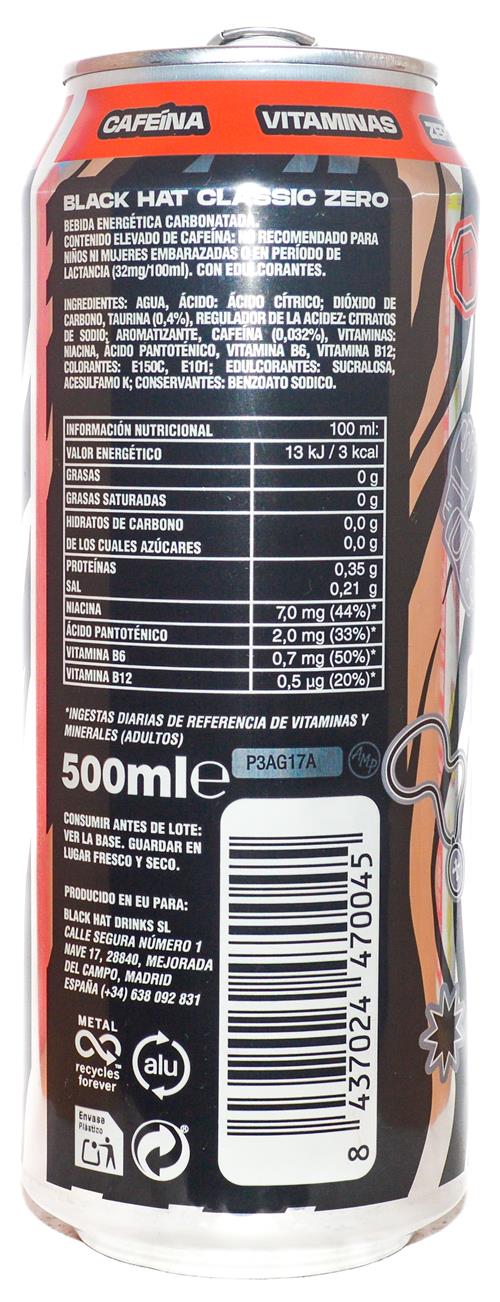 CAFEÍNA VITAMINAS
BLACK HAT CLASSIC ZERO
BEBIDA ENERGÉTICA CARBONATADA.
CONTENIDO ELEVADO DE CAFEÍNA: NO RECOMENDADO PARA
NIÑOS NI MUJERES EMBARAZADAS O EN PERÍODO DE
LACTANCIA (32mg/100ml). CON EDULCORANTES.
INGREDIENTES: AGUA, ÁCIDO: ÁCIDO CÍTRICO; DIÓXIDO DE
CARBONO, TAURINA (0,4%), REGULADOR DE LA ACIDEZ: CITRATOS
DE SODIO; AROMATIZANTE, CAFEÍNA (0,032%), VITAMINAS:
NIACINA, ÁCIDO PANTOTÉNICO, VITAMINA B6, VITAMINA B12;
COLORANTES: E150C, E101; EDULCORANTES: SUCRALOSA,
ACESULFAMO K; CONSERVANTES: BENZOATO SODICO.
INFORMACIÓN NUTRICIONAL 100 ml:
VALOR ENERGÉTICO 13 kJ / 3 kcal
GRASAS 0 g
GRASAS SATURADAS 0 g
HIDRATOS DE CARBONO 0,0 g
DE LOS CUALES AZÚCARES 0,0 g
PROTEÍNAS 0,35 g
SAL 0,21 g
NIACINA 7,0 mg (44%)*
ÁCIDO PANTOTÉNICO 2,0 mg (33%)*
VITAMINA B6 0,7 mg (50%)*
VITAMINA B12 0,5 µg (20%)*
*INGESTAS DIARIAS DE REFERENCIA DE VITAMINAS Y
MINERALES (ADULTOS)
500ml e P3AG17A AMP
CONSUMIR ANTES DE LOTE:
VER LA BASE. GUARDAR EN
LUGAR FRESCO Y SECO.
PRODUCIDO EN EU PARA:
BLACK HAT DRINKS SL
CALLE SEGURA NÚMERO 1
NAVE 17, 28840, MEJORADA
DEL CAMPO, MADRID
ESPAÑA (+34) 638 092 831
METAL
recycles
forever
TM
alu
Envase
Plástico
®
8 437024 470045